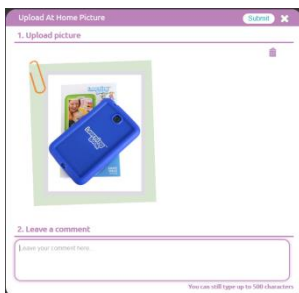 Upload At Home Picture
Submit
1. Upload picture
2. Leave a comment
Leave your comment here...
You can still type up to 500 characters